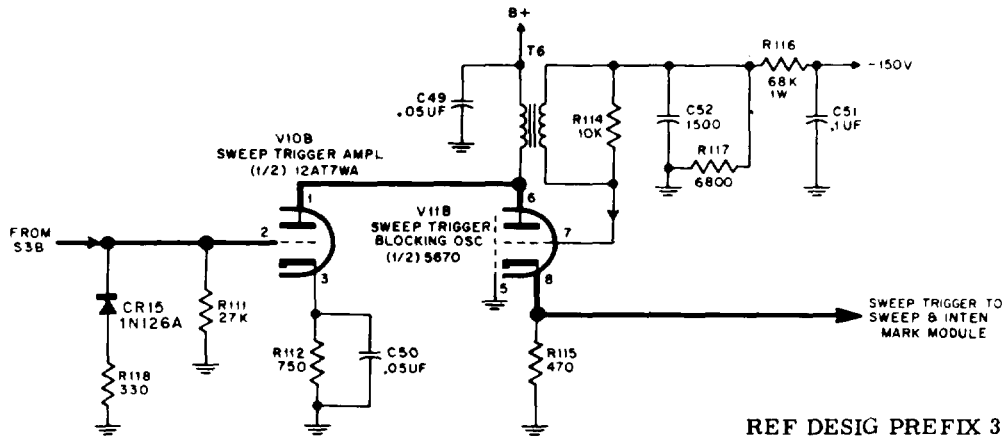 B+
T6
R116
68K
1W
-150V
C49
.05UF
R114
10K
C52
1500
C51
.1UF
R117
6800
V10B
SWEEP TRIGGER AMPL
(1/2) 12AT7WA
1
2
3
V11B
SWEEP TRIGGER
BLOCKING OSC
(1/2) 5670
6
7
5
8
FROM
S3B
CR15
1N126A
R111
27K
R118
330
R112
750
C50
.05UF
R115
470
SWEEP TRIGGER TO
SWEEP & INTEN
MARK MODULE
REF DESIG PREFIX 3